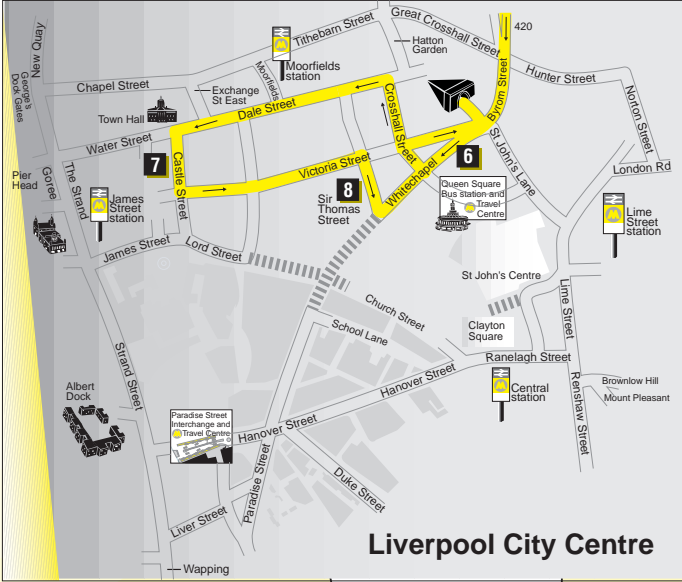 420
Great Crosshall Street
Tithebarn Street
New Quay
Hatton
Garden
Hunter Street
Moorfields
station
Moorfields
George's
Dock Gates
Chapel Street
Exchange
St East
Dale Street
Crosshall Street
Byrom Street
Norton Street
Town Hall
Water Street
St John's Lane
6
7
Victoria Street
London Rd
Castle Street
8
Whitechapel
Pier
Head
Goree
The Strand
James
Street
station
Sir
Thomas
Street
Queen Square
Bus station and
Travel
Centre
Lime
Street
station
James Street
Lord Street
St John's Centre
Lime Street
Church Street
School Lane
Clayton
Square
Strand Street
Ranelagh Street
Hanover Street
Renshaw Street
Brownlow Hill
Mount Pleasant
Albert
Dock
Central
station
Paradise Street
Interchange and
Travel Centre
Hanover Street
Paradise Street
Duke Street
Liver Street
Liverpool City Centre
Wapping